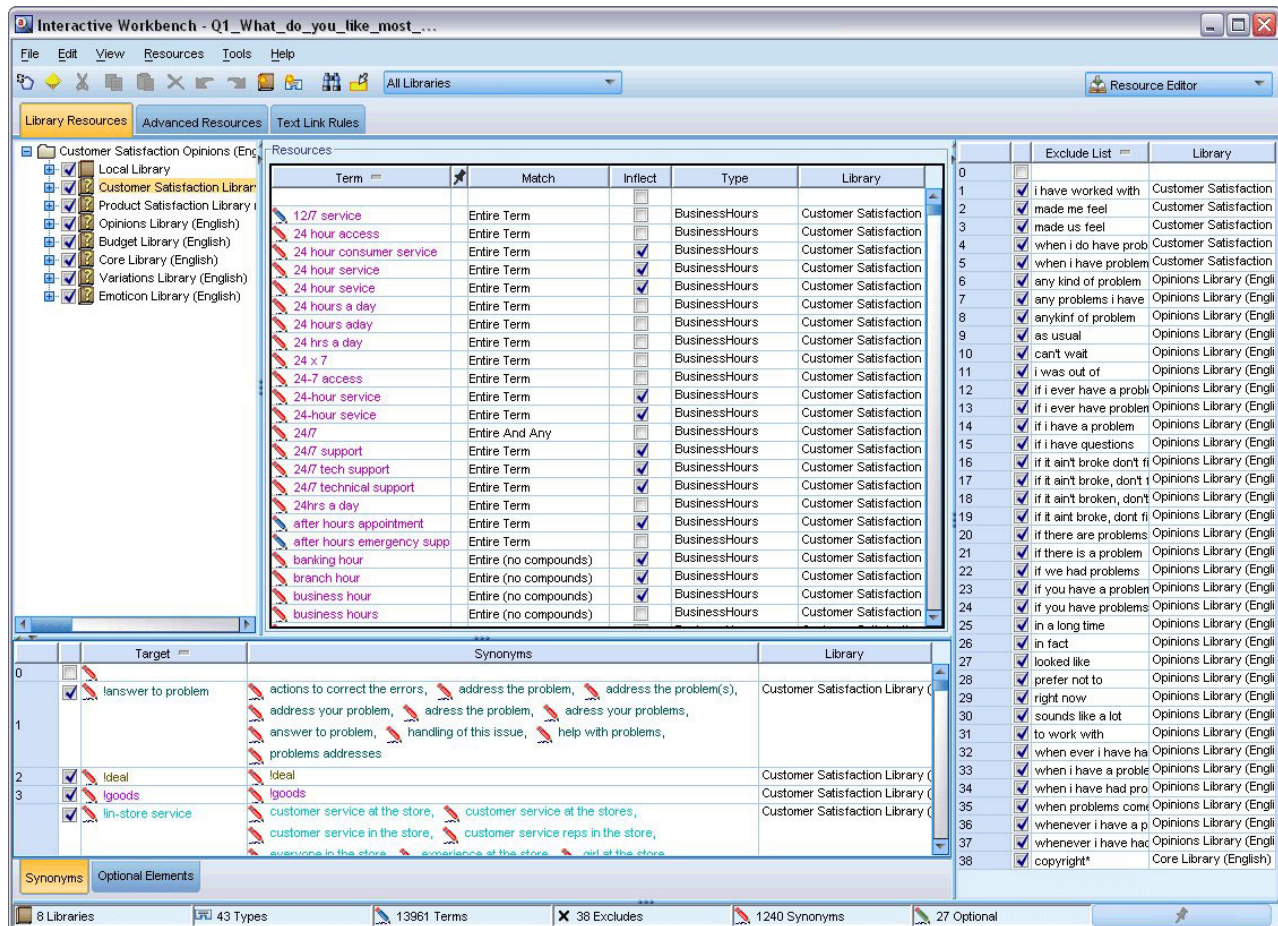 Interactive Workbench - Q1_What_do_you_like_most_...
File Edit View Resources Tools Help
All Libraries
Resource Editor
Library Resources Advanced Resources Text Link Rules
Customer Satisfaction Opinions (Eng
Local Library
Customer Satisfaction Librar
Product Satisfaction Library
Opinions Library (English)
Budget Library (English)
Core Library (English)
Variations Library (English)
Emoticon Library (English)
Resources
Term Match Inflect Type Library
12/7 service Entire Term BusinessHours Customer Satisfaction
24 hour access Entire Term BusinessHours Customer Satisfaction
24 hour consumer service Entire Term BusinessHours Customer Satisfaction
24 hour service Entire Term BusinessHours Customer Satisfaction
24 hour sevice Entire Term BusinessHours Customer Satisfaction
24 hours a day Entire Term BusinessHours Customer Satisfaction
24 hours aday Entire Term BusinessHours Customer Satisfaction
24 hrs a day Entire Term BusinessHours Customer Satisfaction
24 x 7 Entire Term BusinessHours Customer Satisfaction
24-7 access Entire Term BusinessHours Customer Satisfaction
24-hour service Entire Term BusinessHours Customer Satisfaction
24-hour sevice Entire Term BusinessHours Customer Satisfaction
24/7 Entire And Any BusinessHours Customer Satisfaction
24/7 support Entire Term BusinessHours Customer Satisfaction
24/7 tech support Entire Term BusinessHours Customer Satisfaction
24/7 technical support Entire Term BusinessHours Customer Satisfaction
24hrs a day Entire Term BusinessHours Customer Satisfaction
after hours appointment Entire Term BusinessHours Customer Satisfaction
after hours emergency supp Entire Term BusinessHours Customer Satisfaction
banking hour Entire (no compounds) BusinessHours Customer Satisfaction
branch hour Entire (no compounds) BusinessHours Customer Satisfaction
business hour Entire (no compounds) BusinessHours Customer Satisfaction
business hours Entire (no compounds) BusinessHours Customer Satisfaction
Exclude List Library
0
1 i have worked with Customer Satisfaction
2 made me feel Customer Satisfaction
3 made us feel Customer Satisfaction
4 when i do have prob Customer Satisfaction
5 when i have problem Customer Satisfaction
6 any kind of problem Opinions Library (Engli
7 any problems i have Opinions Library (Engli
8 anykinf of problem Opinions Library (Engli
9 as usual Opinions Library (Engli
10 can't wait Opinions Library (Engli
11 i was out of Opinions Library (Engli
12 if i ever have a probl Opinions Library (Engli
13 if i ever have problen Opinions Library (Engli
14 if i have a problem Opinions Library (Engli
15 if i have questions Opinions Library (Engli
16 if it ain't broke don't fi Opinions Library (Engli
17 if it ain't broke, don't Opinions Library (Engli
18 if it ain't broken, don't Opinions Library (Engli
19 if it aint broke, dont fi Opinions Library (Engli
20 if there are problems Opinions Library (Engli
21 if there is a problem Opinions Library (Engli
22 if we had problems Opinions Library (Engli
23 if you have a problen Opinions Library (Engli
24 if you have problems Opinions Library (Engli
25 in a long time Opinions Library (Engli
26 in fact Opinions Library (Engli
27 looked like Opinions Library (Engli
28 prefer not to Opinions Library (Engli
29 right now Opinions Library (Engli
30 sounds like a lot Opinions Library (Engli
31 to work with Opinions Library (Engli
32 when ever i have ha Opinions Library (Engli
33 when i have a proble Opinions Library (Engli
34 when i have had pro Opinions Library (Engli
35 when problems come Opinions Library (Engli
36 whenever i have a p Opinions Library (Engli
37 whenever i have had Opinions Library (Engli
38 copyright* Core Library (English)
Target Synonyms Library
0
1 !answer to problem actions to correct the errors, address the problem, address the problem(s), Customer Satisfaction Library (
address your problem, adress the problem, adress your problems,
answer to problem, handling of this issue, help with problems,
problems addresses
2 !deal !deal Customer Satisfaction Library (
3 !goods !goods Customer Satisfaction Library (
!in-store service customer service at the store, customer service at the stores, Customer Satisfaction Library (
customer service in the store, customer service reps in the store,
everyone in the store, experience at the store, girl at the store
Synonyms Optional Elements
8 Libraries 43 Types 13961 Terms 38 Excludes 1240 Synonyms 27 Optional